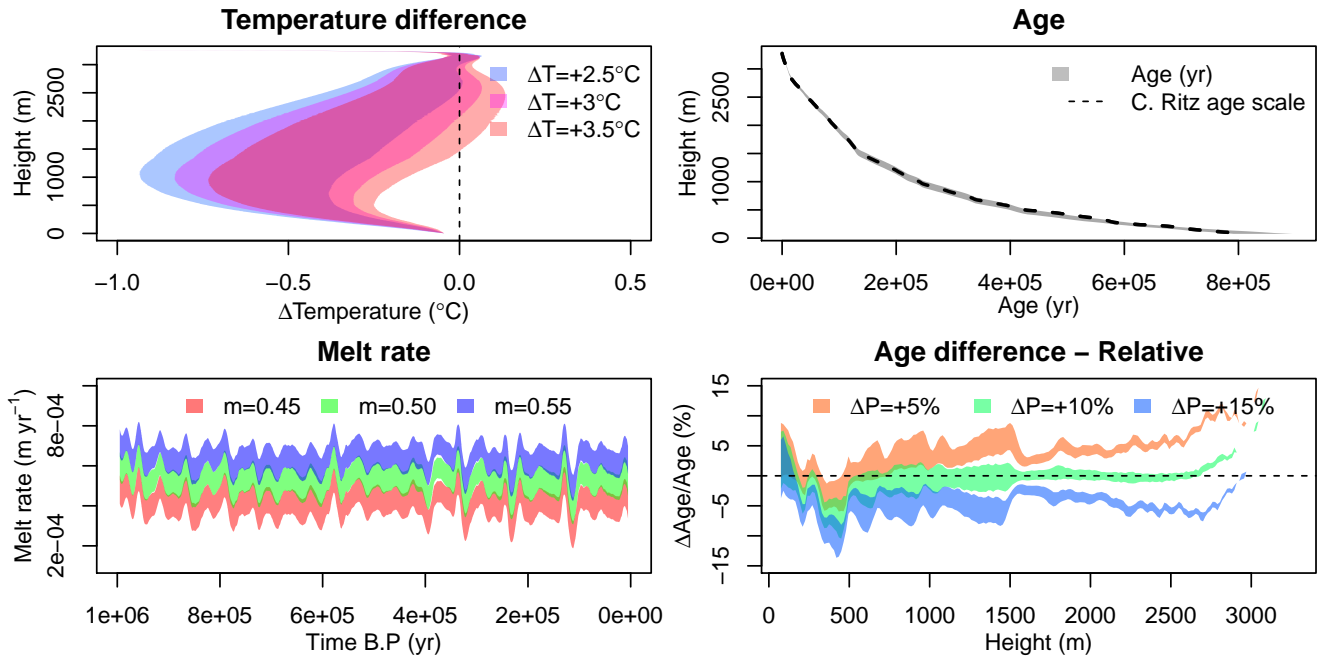 Temperature difference
Height (m)
2500
1000
0
ΔT=+2.5°C
ΔT=+3°C
ΔT=+3.5°C
−1.0 −0.5 0.0 0.5
ΔTemperature (°C)
Age
Height (m)
2500
1000
0
Age (yr)
C. Ritz age scale
0e+00 2e+05 4e+05 6e+05 8e+05
Age (yr)
Melt rate
Melt rate (m yr⁻¹)
8e−04
2e−04
m=0.45 m=0.50 m=0.55
1e+06 8e+05 6e+05 4e+05 2e+05 0e+00
Time B.P (yr)
Age difference − Relative
ΔAge/Age (%)
15
5
−5
−15
ΔP=+5% ΔP=+10% ΔP=+15%
0 500 1000 1500 2000 2500 3000
Height (m)